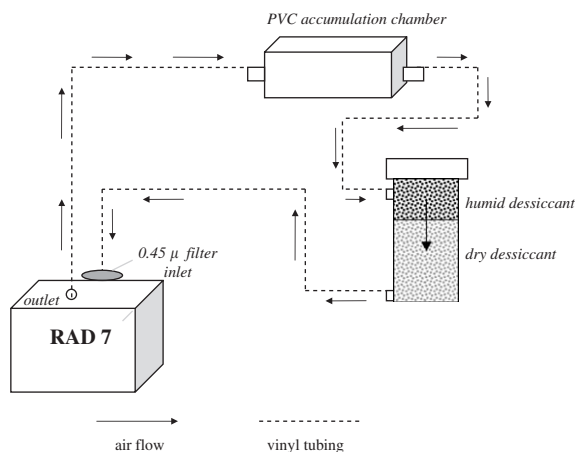 PVC accumulation chamber
humid dessiccant
dry dessiccant
0.45 µ filter
inlet
outlet
RAD 7
air flow
vinyl tubing